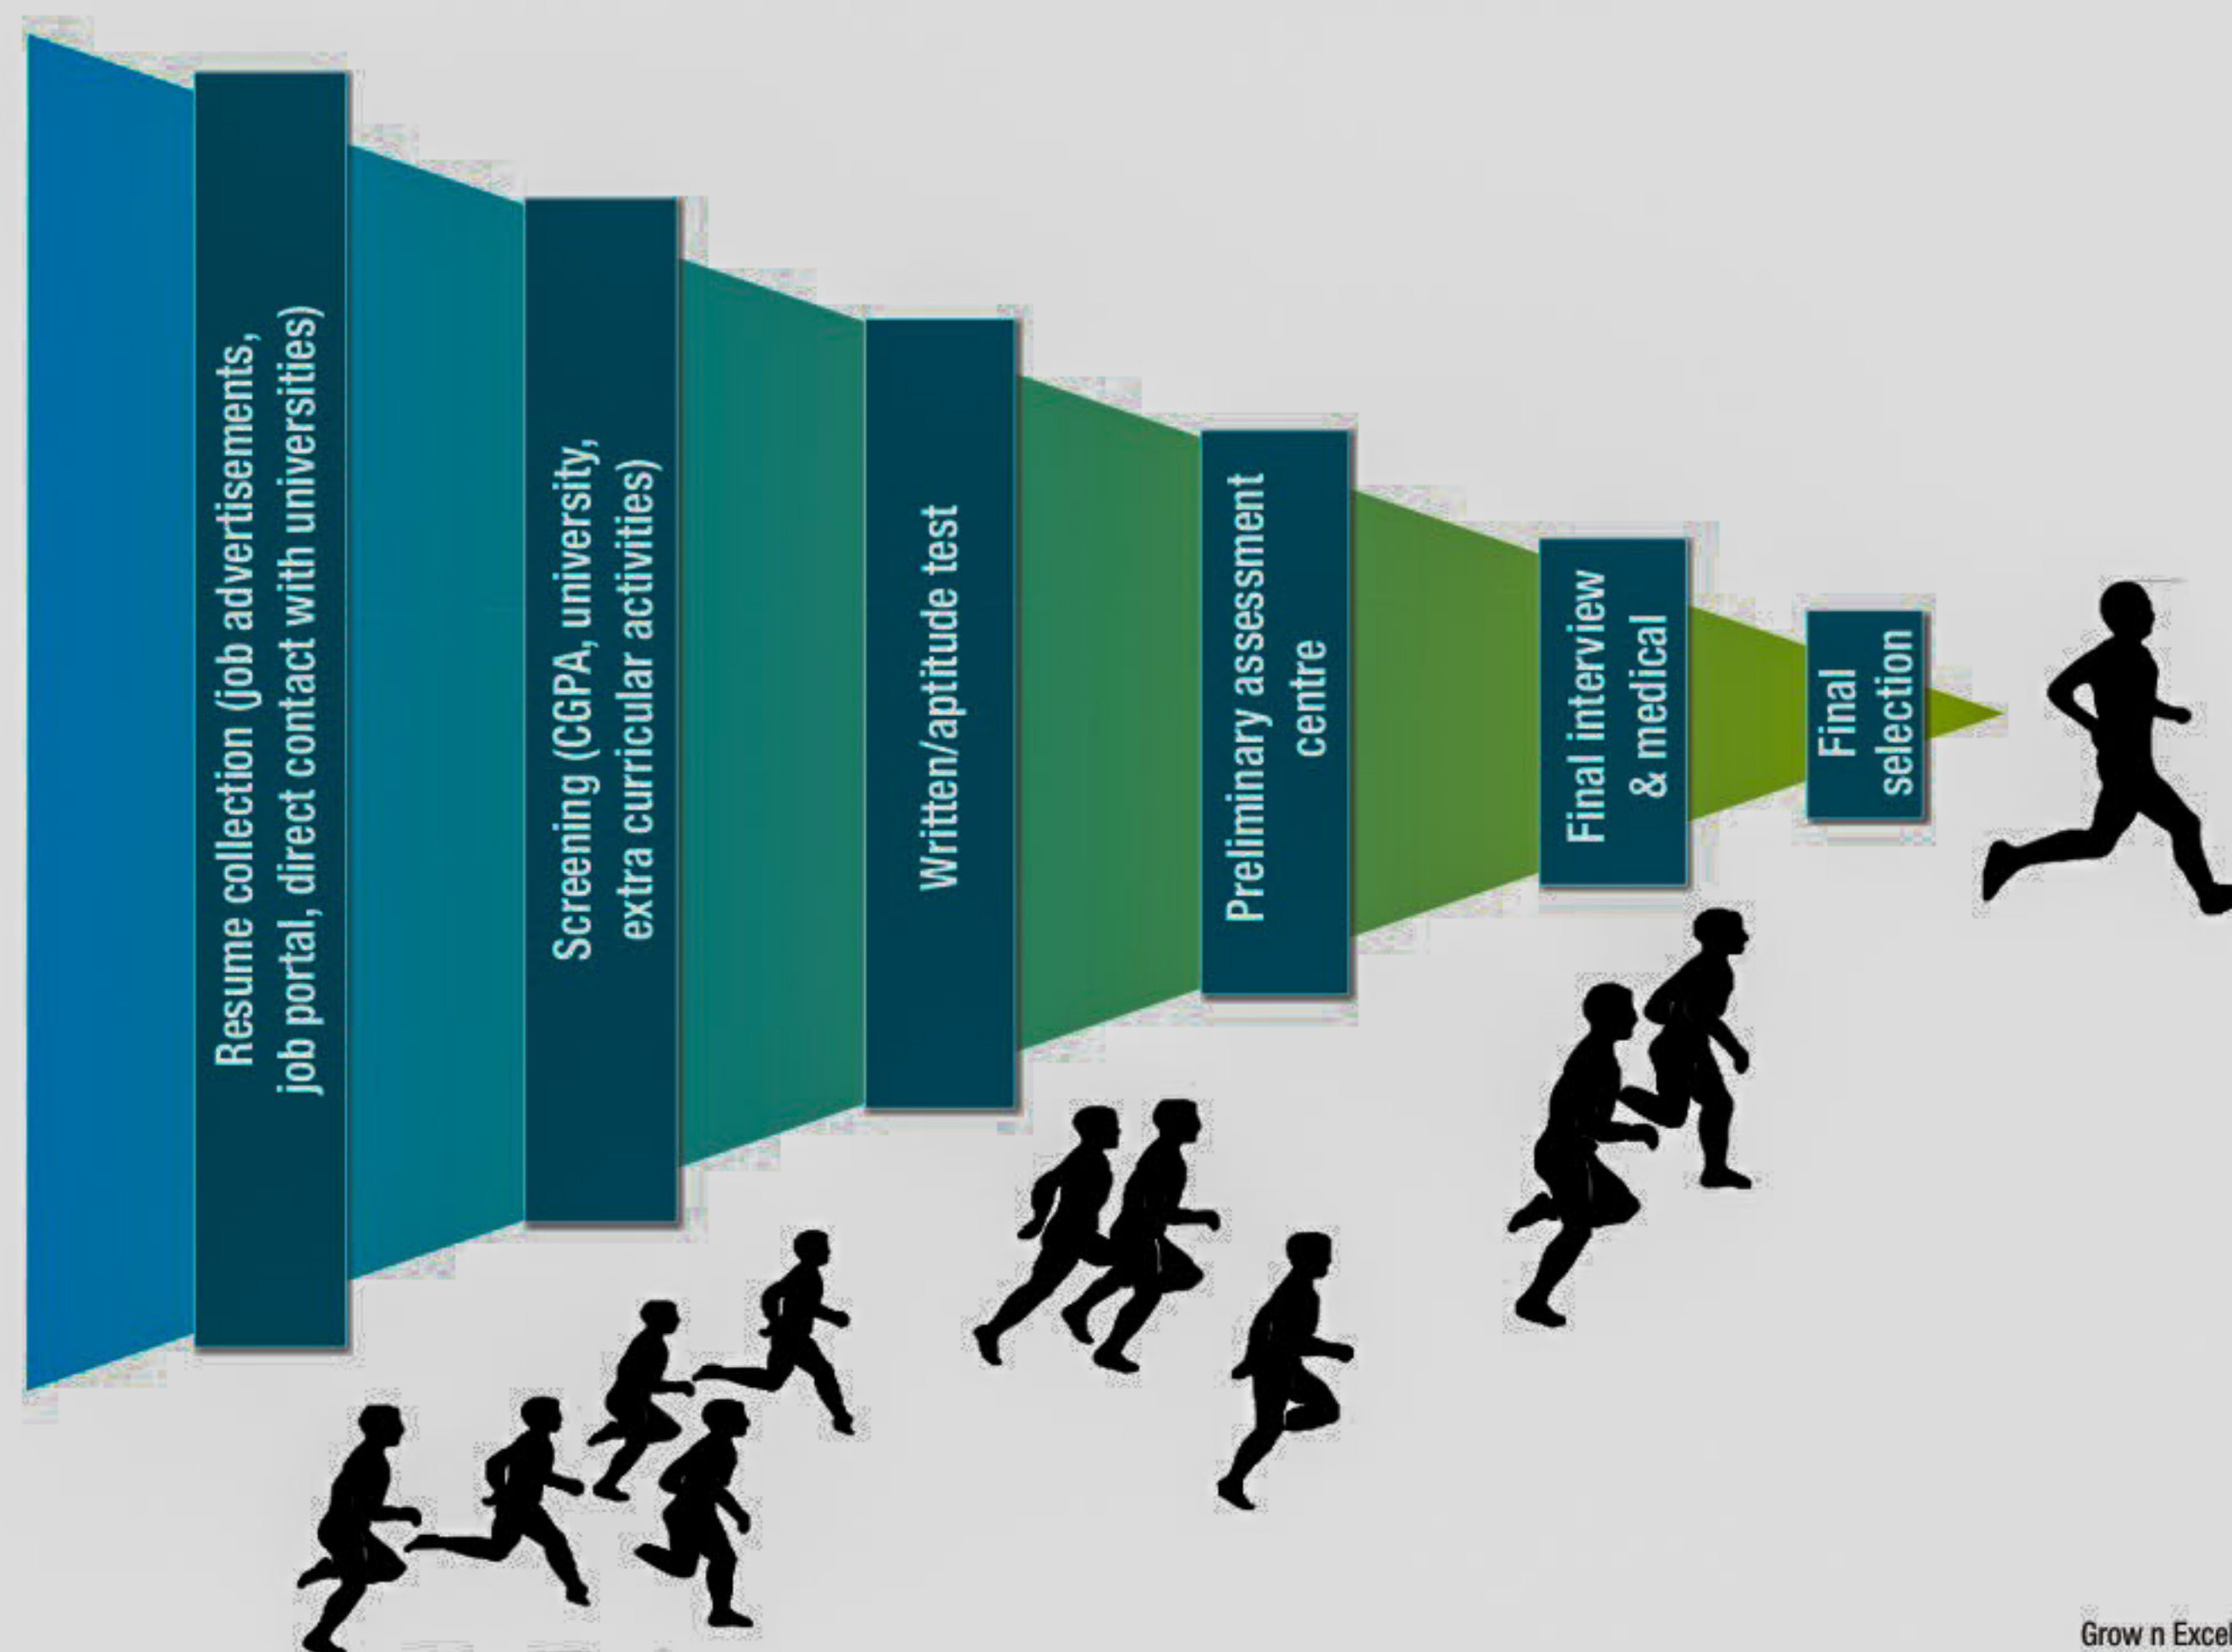 Resume collection (job advertisements,
job portal, direct contact with universities)
Screening (CGPA, university,
extra curricular activities)
Written/aptitude test
Preliminary assessment
centre
Final interview
& medical
Final
selection
Grow n Excel